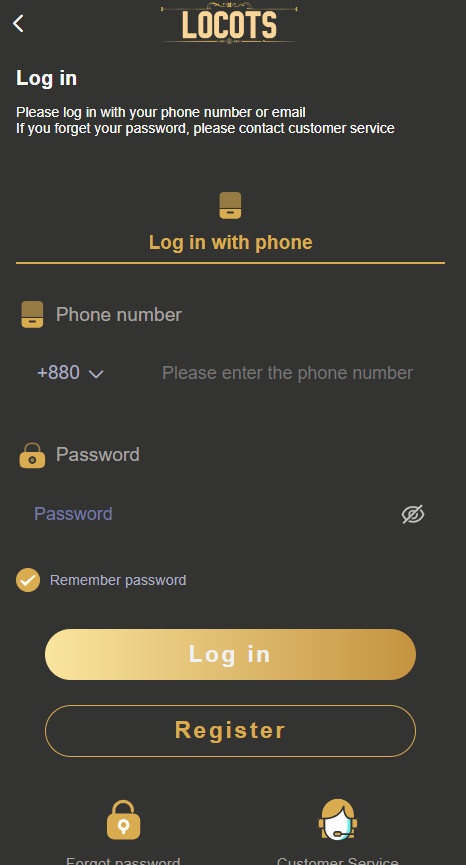 LOCOTS
Log in
Please log in with your phone number or email
If you forget your password, please contact customer service
Log in with phone
Phone number
+880
Please enter the phone number
Password
Password
Remember password
Log in
Register
Forgot password
Customer Service